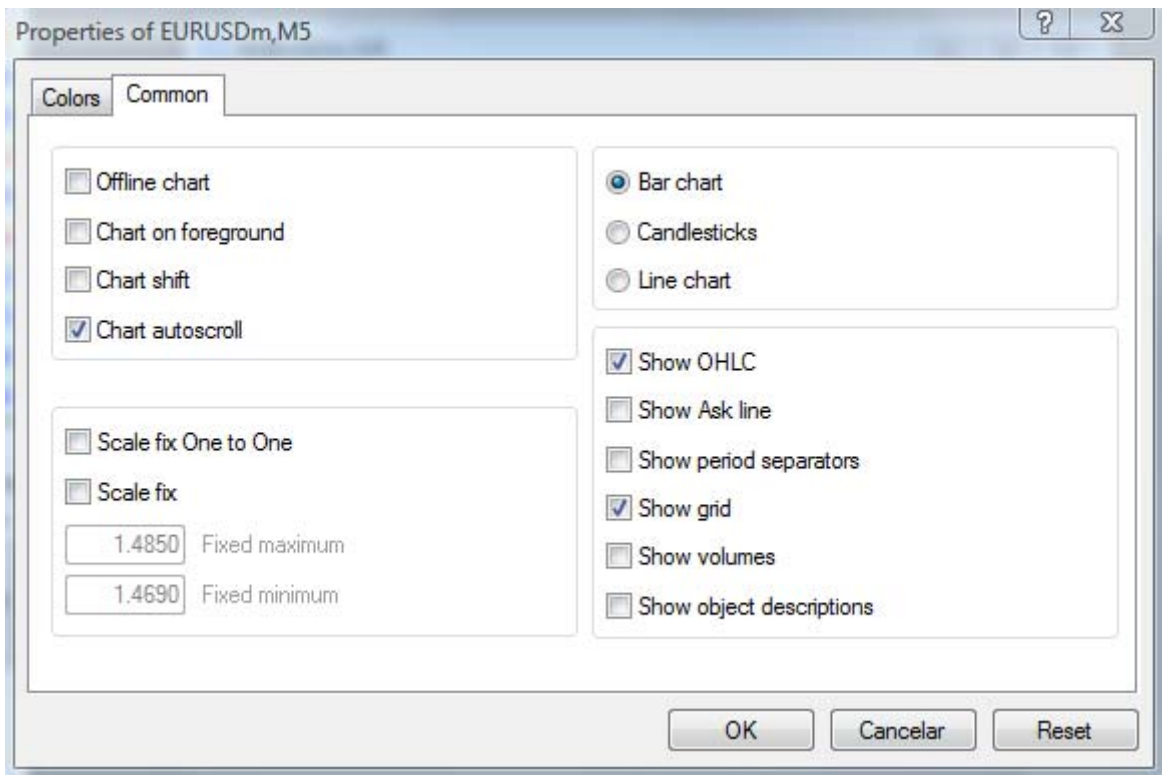 Properties of EURUSDm,M5
Colors
Common
Offline chart
Chart on foreground
Chart shift
Chart autoscroll
Scale fix One to One
Scale fix
1.4850 Fixed maximum
1.4690 Fixed minimum
Bar chart
Candlesticks
Line chart
Show OHLC
Show Ask line
Show period separators
Show grid
Show volumes
Show object descriptions
OK
Cancelar
Reset